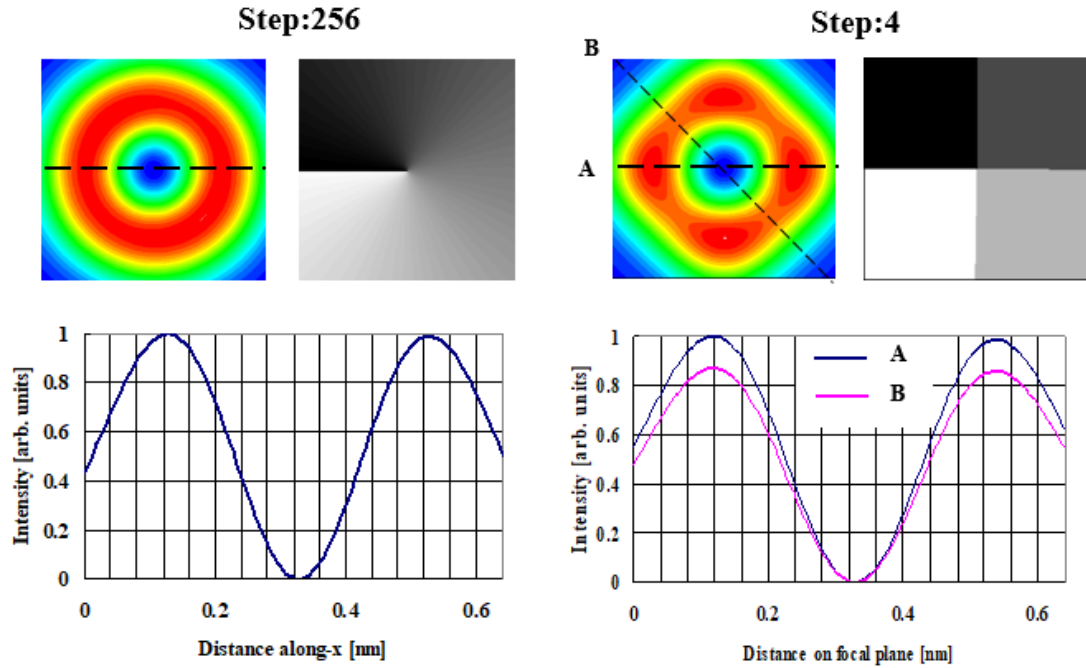 Step:256
Step:4
B
A
Intensity [arb. units]
1
0.8
0.6
0.4
0.2
0
0
0.2
0.4
0.6
Distance along-x [nm]
Intensity [arb. units]
1
0.8
0.6
0.4
0.2
0
A
B
0
0.2
0.4
0.6
Distance on focal plane [nm]